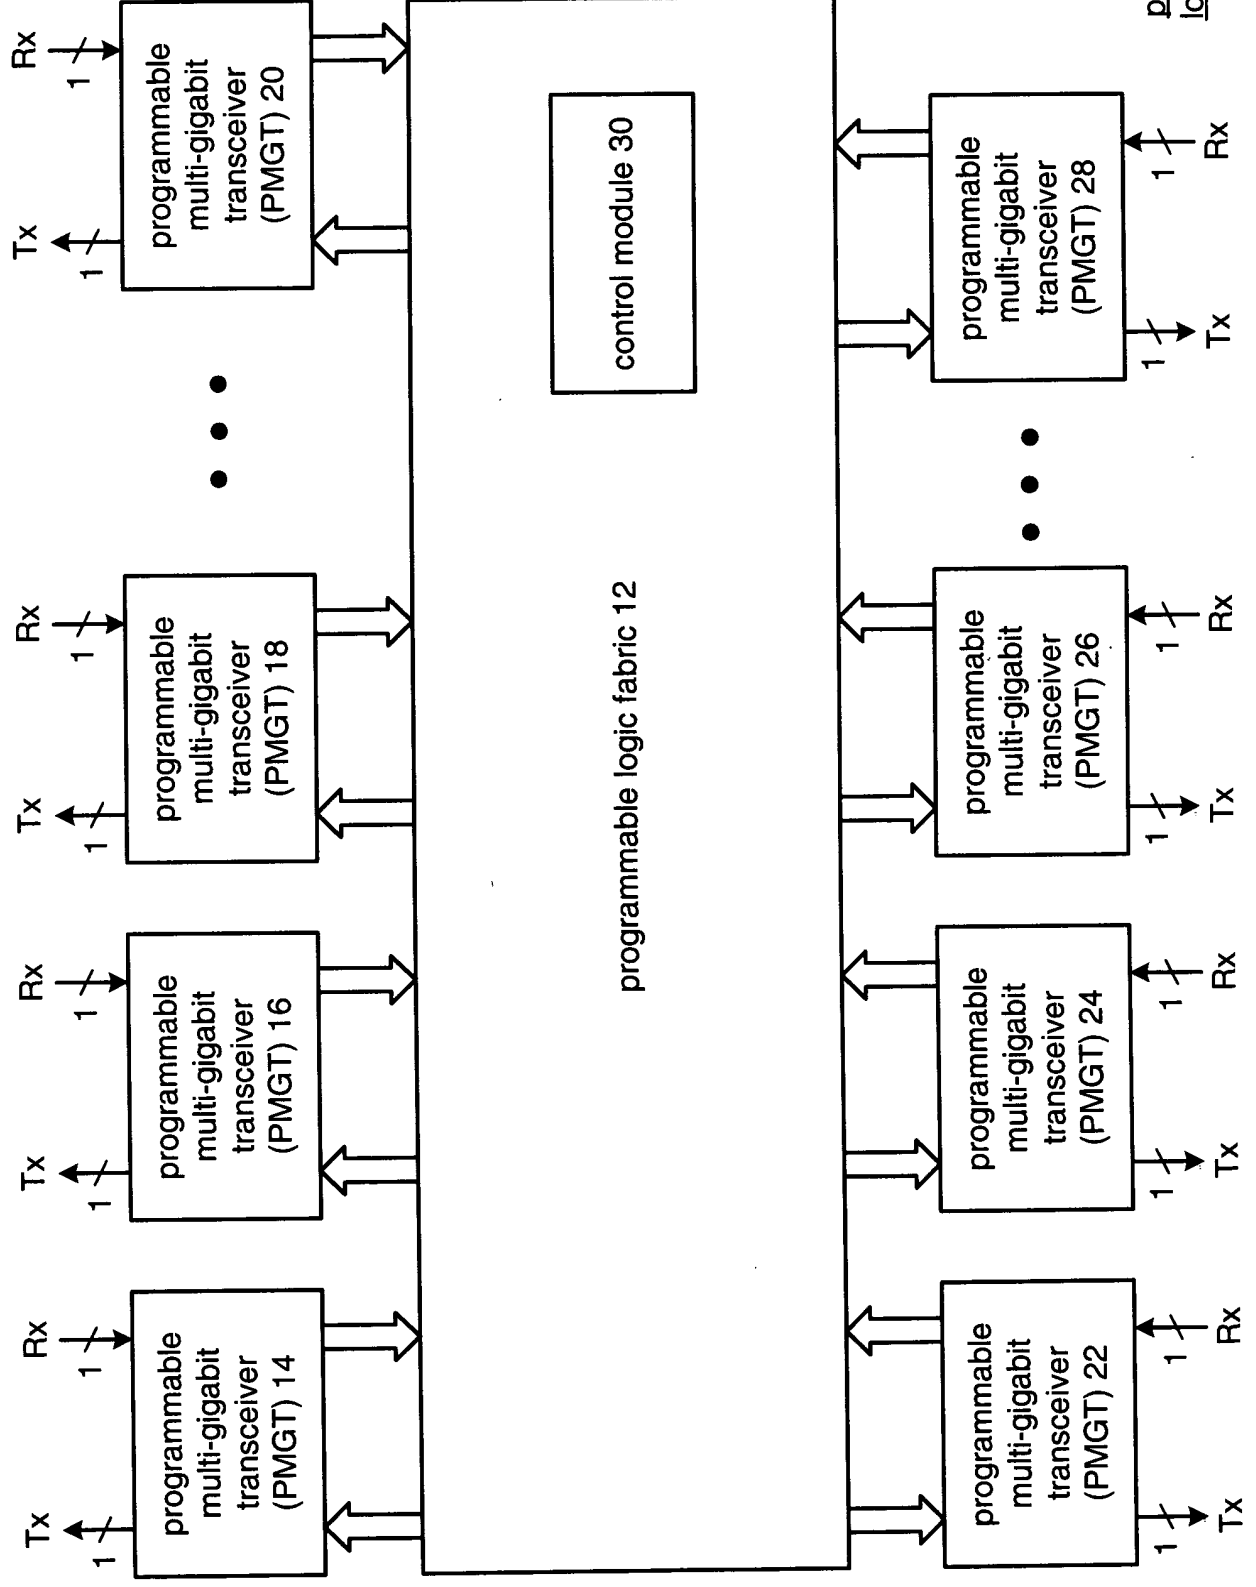 Tx
1
Rx
1
Tx
1
Rx
1
Tx
1
Rx
1
Tx
1
Rx
1
programmable
multi-gigabit
transceiver
(PMGT) 14
programmable
multi-gigabit
transceiver
(PMGT) 16
programmable
multi-gigabit
transceiver
(PMGT) 18
programmable
multi-gigabit
transceiver
(PMGT) 20
programmable logic fabric 12
control module 30
programmable
multi-gigabit
transceiver
(PMGT) 22
programmable
multi-gigabit
transceiver
(PMGT) 24
programmable
multi-gigabit
transceiver
(PMGT) 26
programmable
multi-gigabit
transceiver
(PMGT) 28
1
Tx
1
Rx
1
Tx
1
Rx
1
Tx
1
Rx
1
Tx
1
Rx